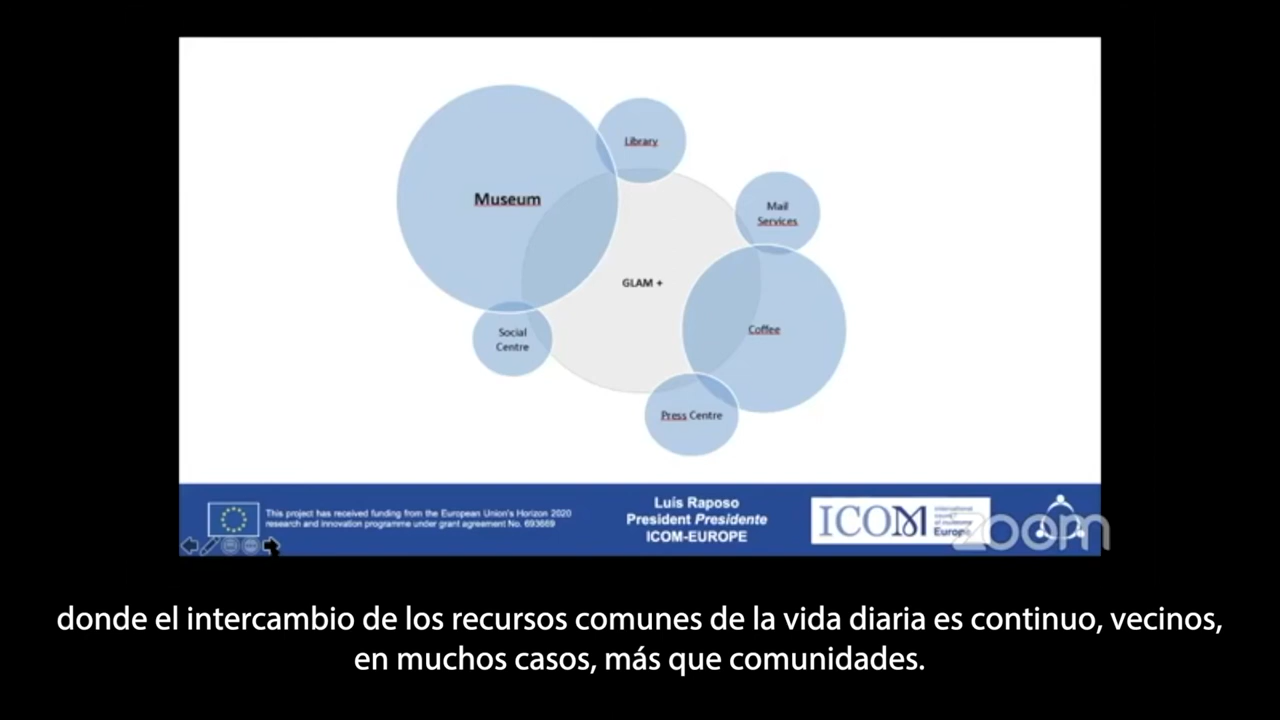 Library
Museum
Mail
Services
GLAM +
Social
Centre
Coffee
Press Centre
This project has received funding from the European Union's Horizon 2020
research and innovation programme under grant agreement No. 693669
Luis Raposo
President Presidente
ICOM-EUROPE
ICOM
international
Europe
zoom
donde el intercambio de los recursos comunes de la vida diaria es continuo, vecinos,
en muchos casos, más que comunidades.